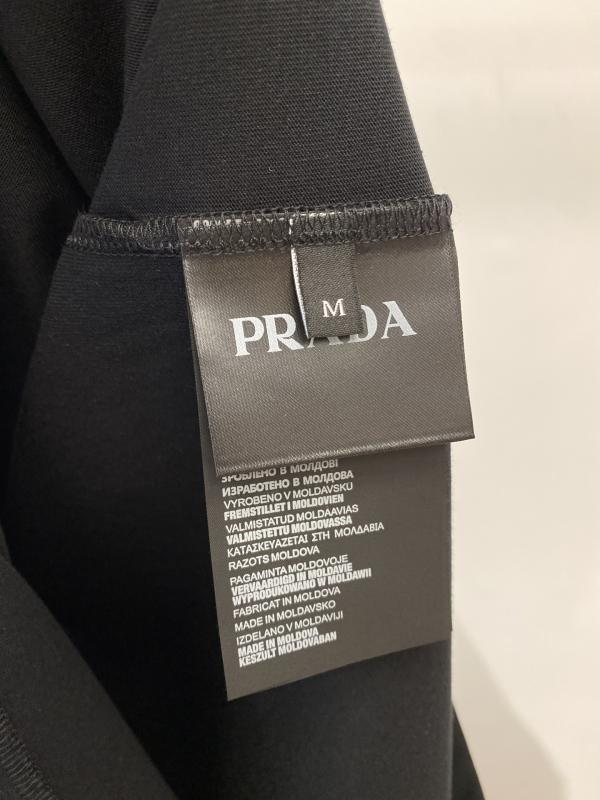 M
PRADA
ЗРОБЛЕНО В МОЛДОВІ
ИЗРАБОТЕНО В МОЛДОВА
VYROBENO V MOLDAVSKU
FREMSTILLET I MOLDOVIEN
VALMISTATUD MOLDAAVIAS
VALMISTETTU MOLDOVASSA
ΚΑΤΑΣΚΕΥΑΖΕΤΑΙ ΣΤΗ ΜΟΛΔΑΒΙΑ
RAZOTS MOLDOVA
PAGAMINTA MOLDOVOJE
VERVAARDIGD IN MOLDAVIE
WYPRODUKOWANO W MOLDAWII
FABRICAT IN MOLDOVA
MADE IN MOLDAVSKO
IZDELANO V MOLDAVIJI
MADE IN MOLDOVA
KESZULT MOLDOVABAN